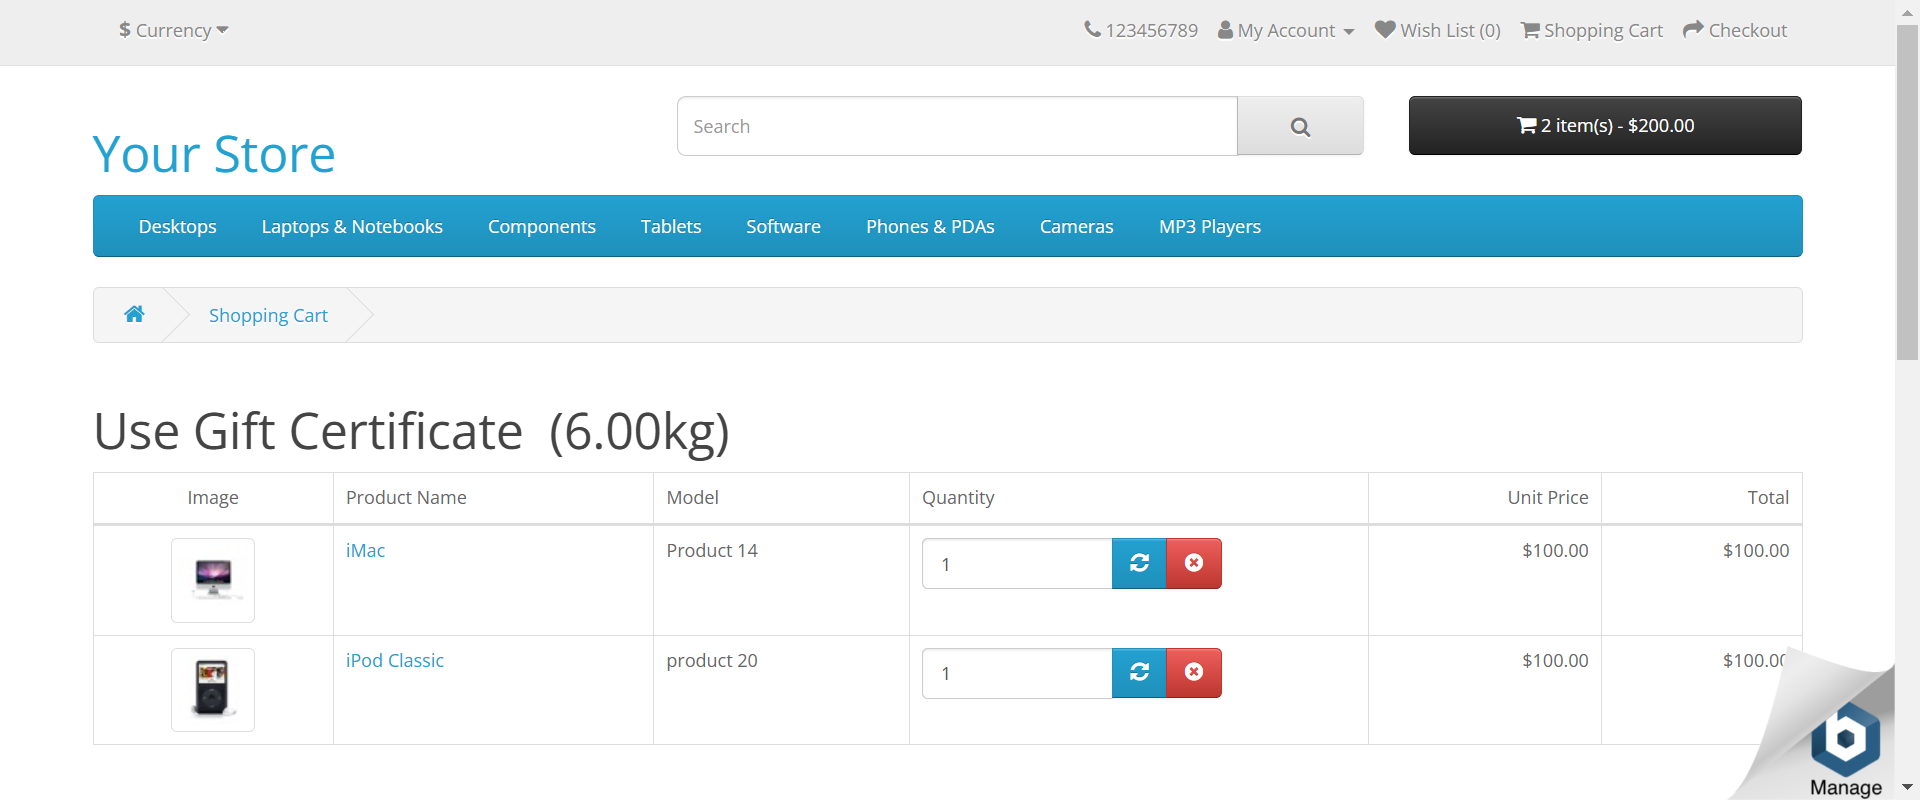 $ Currency
123456789 My Account Wish List (0) Shopping Cart Checkout
Your Store
Search
2 item(s) - $200.00
Desktops Laptops & Notebooks Components Tablets Software Phones & PDAs Cameras MP3 Players
Shopping Cart
Use Gift Certificate (6.00kg)
Image Product Name Model Quantity Unit Price Total
iMac Product 14 1 $100.00 $100.00
iPod Classic product 20 1 $100.00 $100.00
Manage